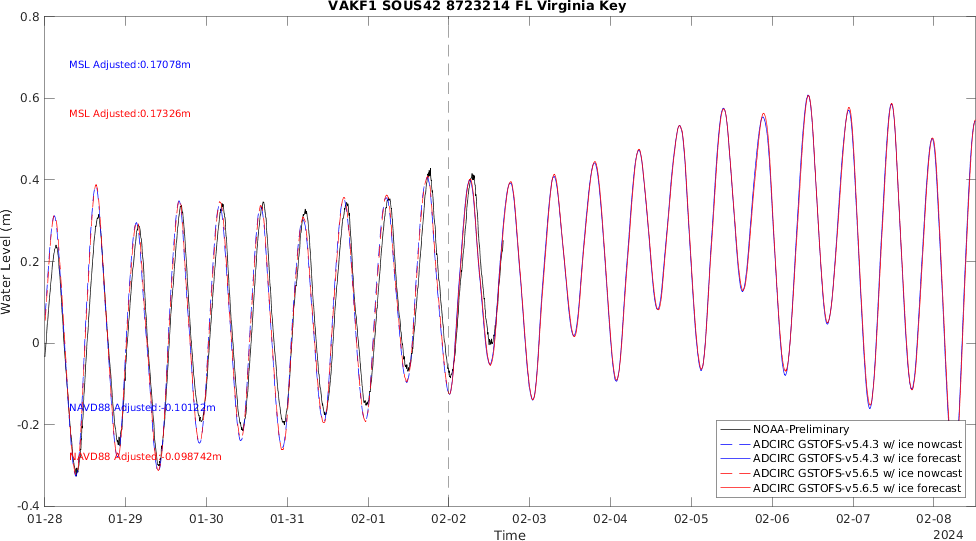 VAKF1 SOUS42 8723214 FL Virginia Key
0.8
0.6
0.4
0.2
0
-0.2
-0.4
Water Level (m)
MSL Adjusted:0.17078m
MSL Adjusted:0.17326m
NAVD88 Adjusted:-0.10122m
NAVD88 Adjusted:-0.098742m
NOAA-Preliminary
ADCIRC GSTOFS-v5.4.3 w/ ice nowcast
ADCIRC GSTOFS-v5.4.3 w/ ice forecast
ADCIRC GSTOFS-v5.6.5 w/ ice nowcast
ADCIRC GSTOFS-v5.6.5 w/ ice forecast
01-28 01-29 01-30 01-31 02-01 02-02 02-03 02-04 02-05 02-06 02-07 02-08
Time
2024